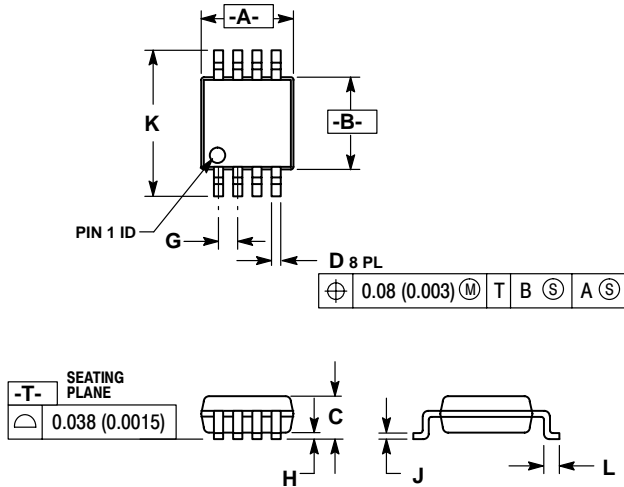 -A-
K
-B-
PIN 1 ID
G
D 8 PL
⌖ 0.08 (0.003) Ⓜ T B Ⓢ A Ⓢ
-T- SEATING PLANE
⌓ 0.038 (0.0015)
C
H
J
L